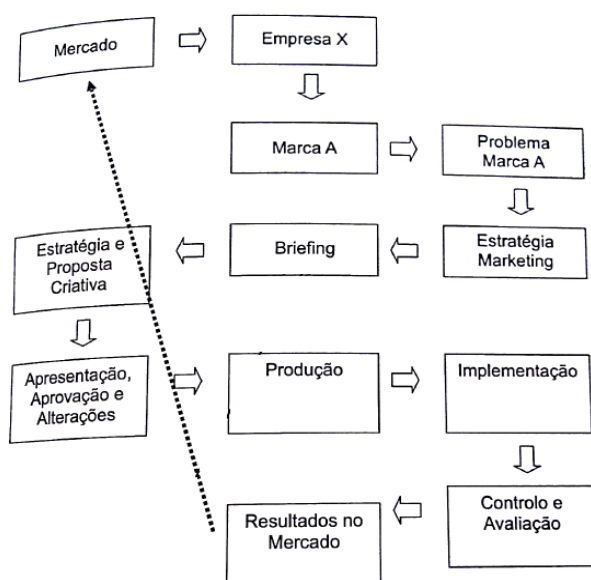 Mercado
Empresa X
Marca A
Problema
Marca A
Estratégia
Marketing
Briefing
Estratégia e
Proposta
Criativa
Apresentação,
Aprovação e
Alterações
Produção
Implementação
Controlo e
Avaliação
Resultados no
Mercado